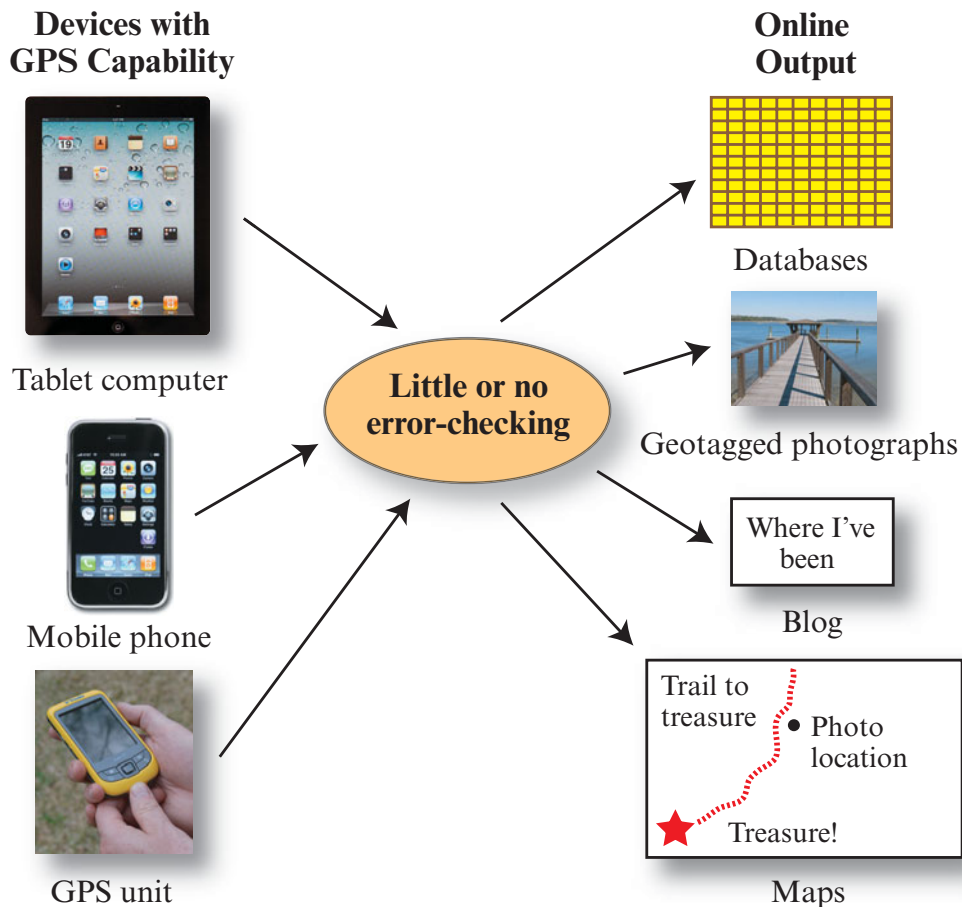 Devices with
GPS Capability
Tablet computer
Mobile phone
GPS unit
Little or no
error-checking
Online
Output
Databases
Geotagged photographs
Where I've
been
Blog
Trail to
treasure
Photo
location
Treasure!
Maps